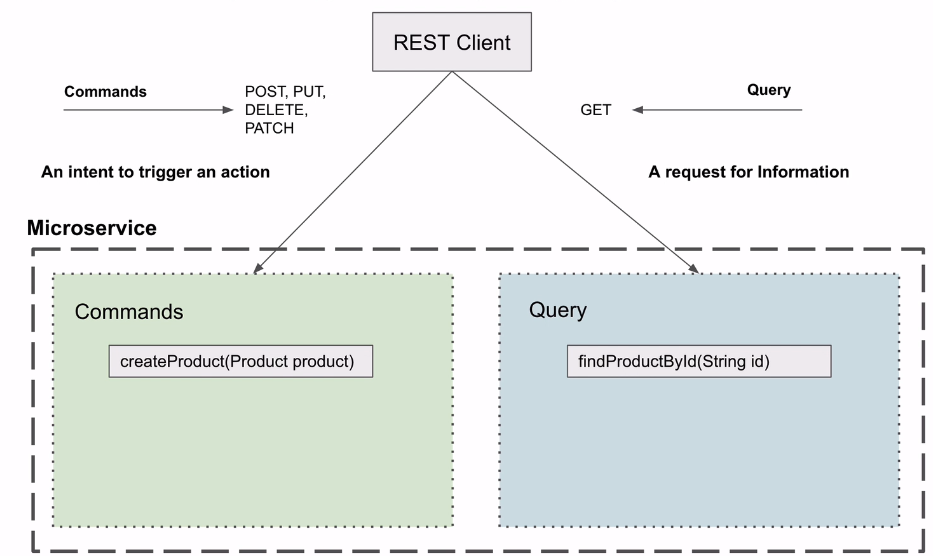 REST Client
Commands
POST, PUT,
DELETE,
PATCH
Query
GET
An intent to trigger an action
A request for Information
Microservice
Commands
createProduct(Product product)
Query
findProductById(String id)